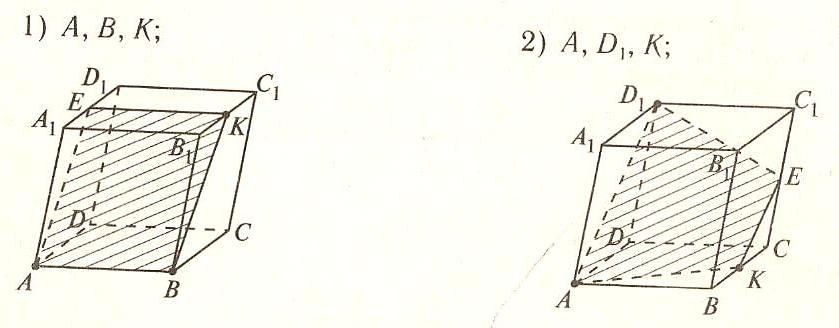 1) A, B, K;
2) A, D₁, K;
D₁
C₁
E
A₁
K
B₁
D
C
A
B
D₁
C₁
A₁
B₁
E
D
C
K
A
B